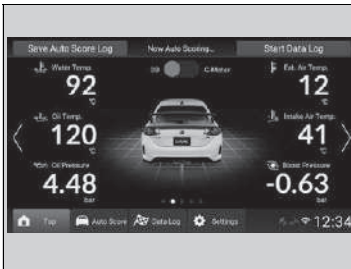 Save Auto Score Log
Now Auto Scoring...
Start Data Log
Water Temp.
92
°C
3D
C.Meter
Ext. Air Temp.
12
°C
Oil Temp.
120
°C
Intake Air Temp.
41
°C
Oil Pressure
4.48
bar
Boost Pressure
-0.63
bar
Top
Auto Score
Data Log
Settings
12:34